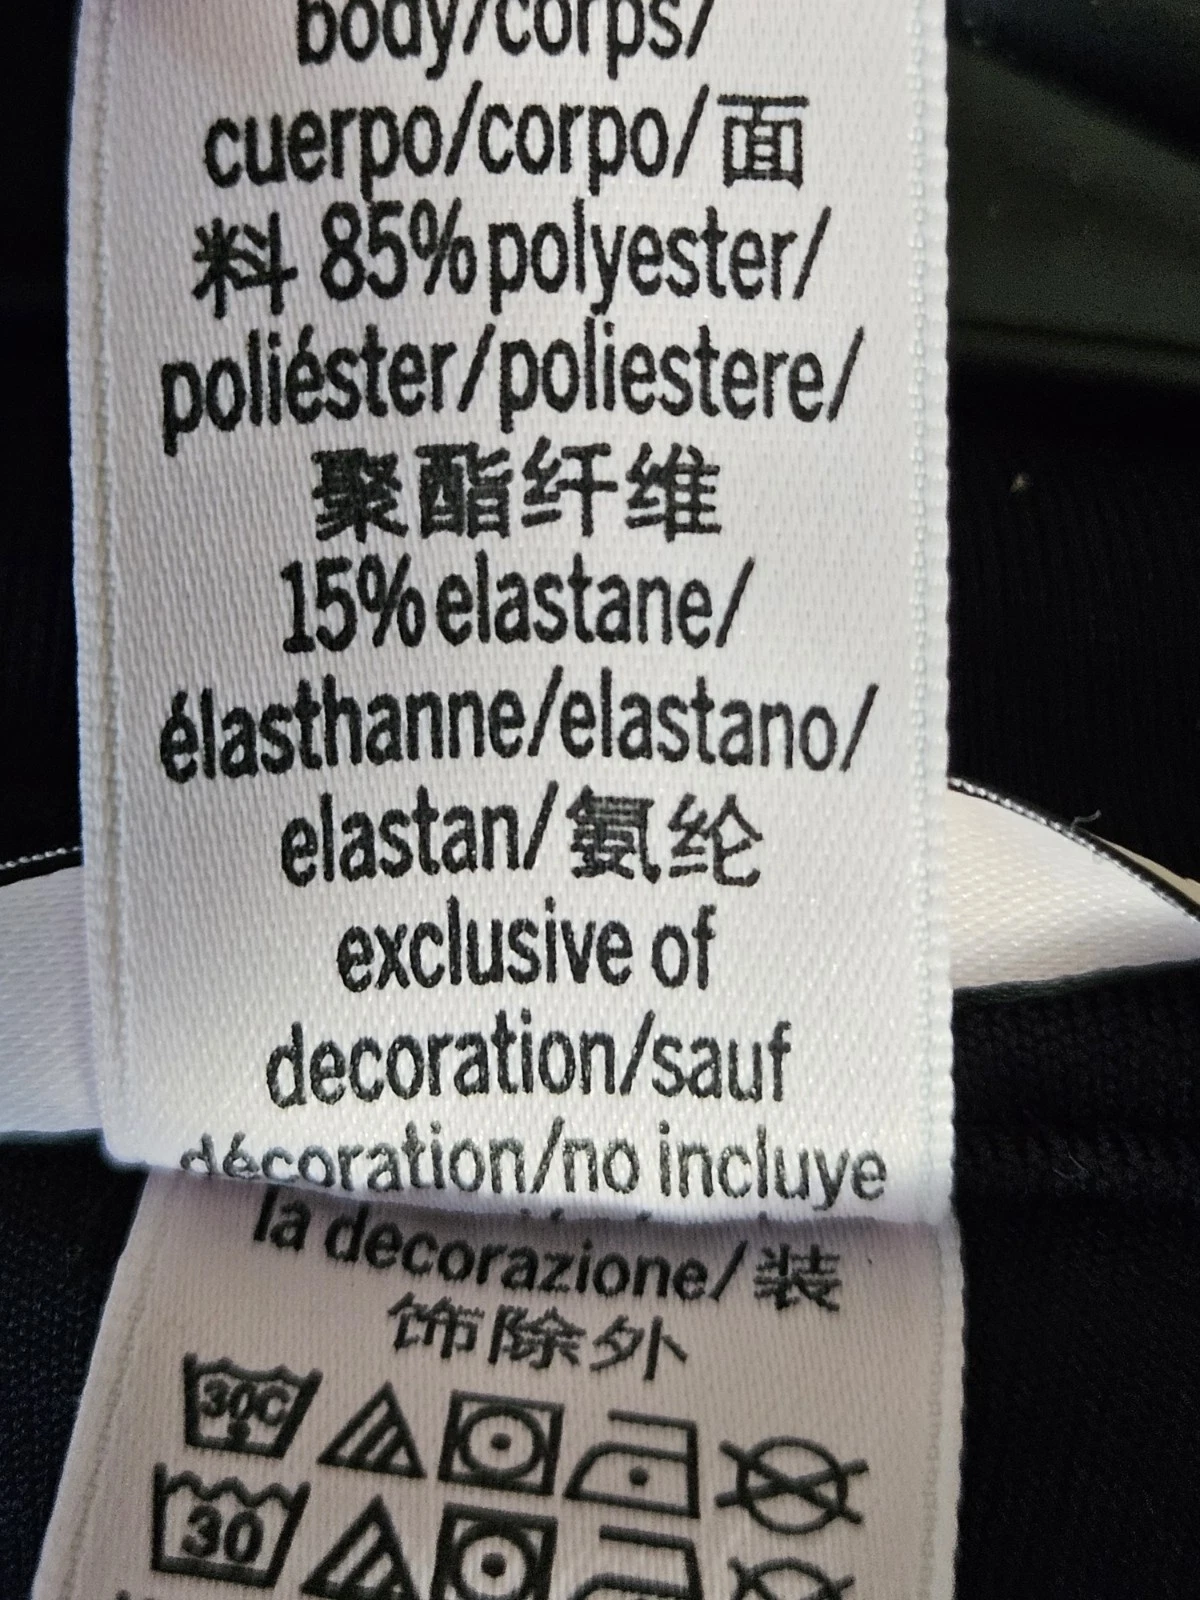 body/corps/
cuerpo/corpo/面
料 85% polyester/
poliéster/poliestere/
聚酯纤维
15% elastane/
élasthanne/elastano/
elastan/氨纶
exclusive of
decoration/sauf
décoration/no incluye
la decorazione/装
饰除外
30C
30